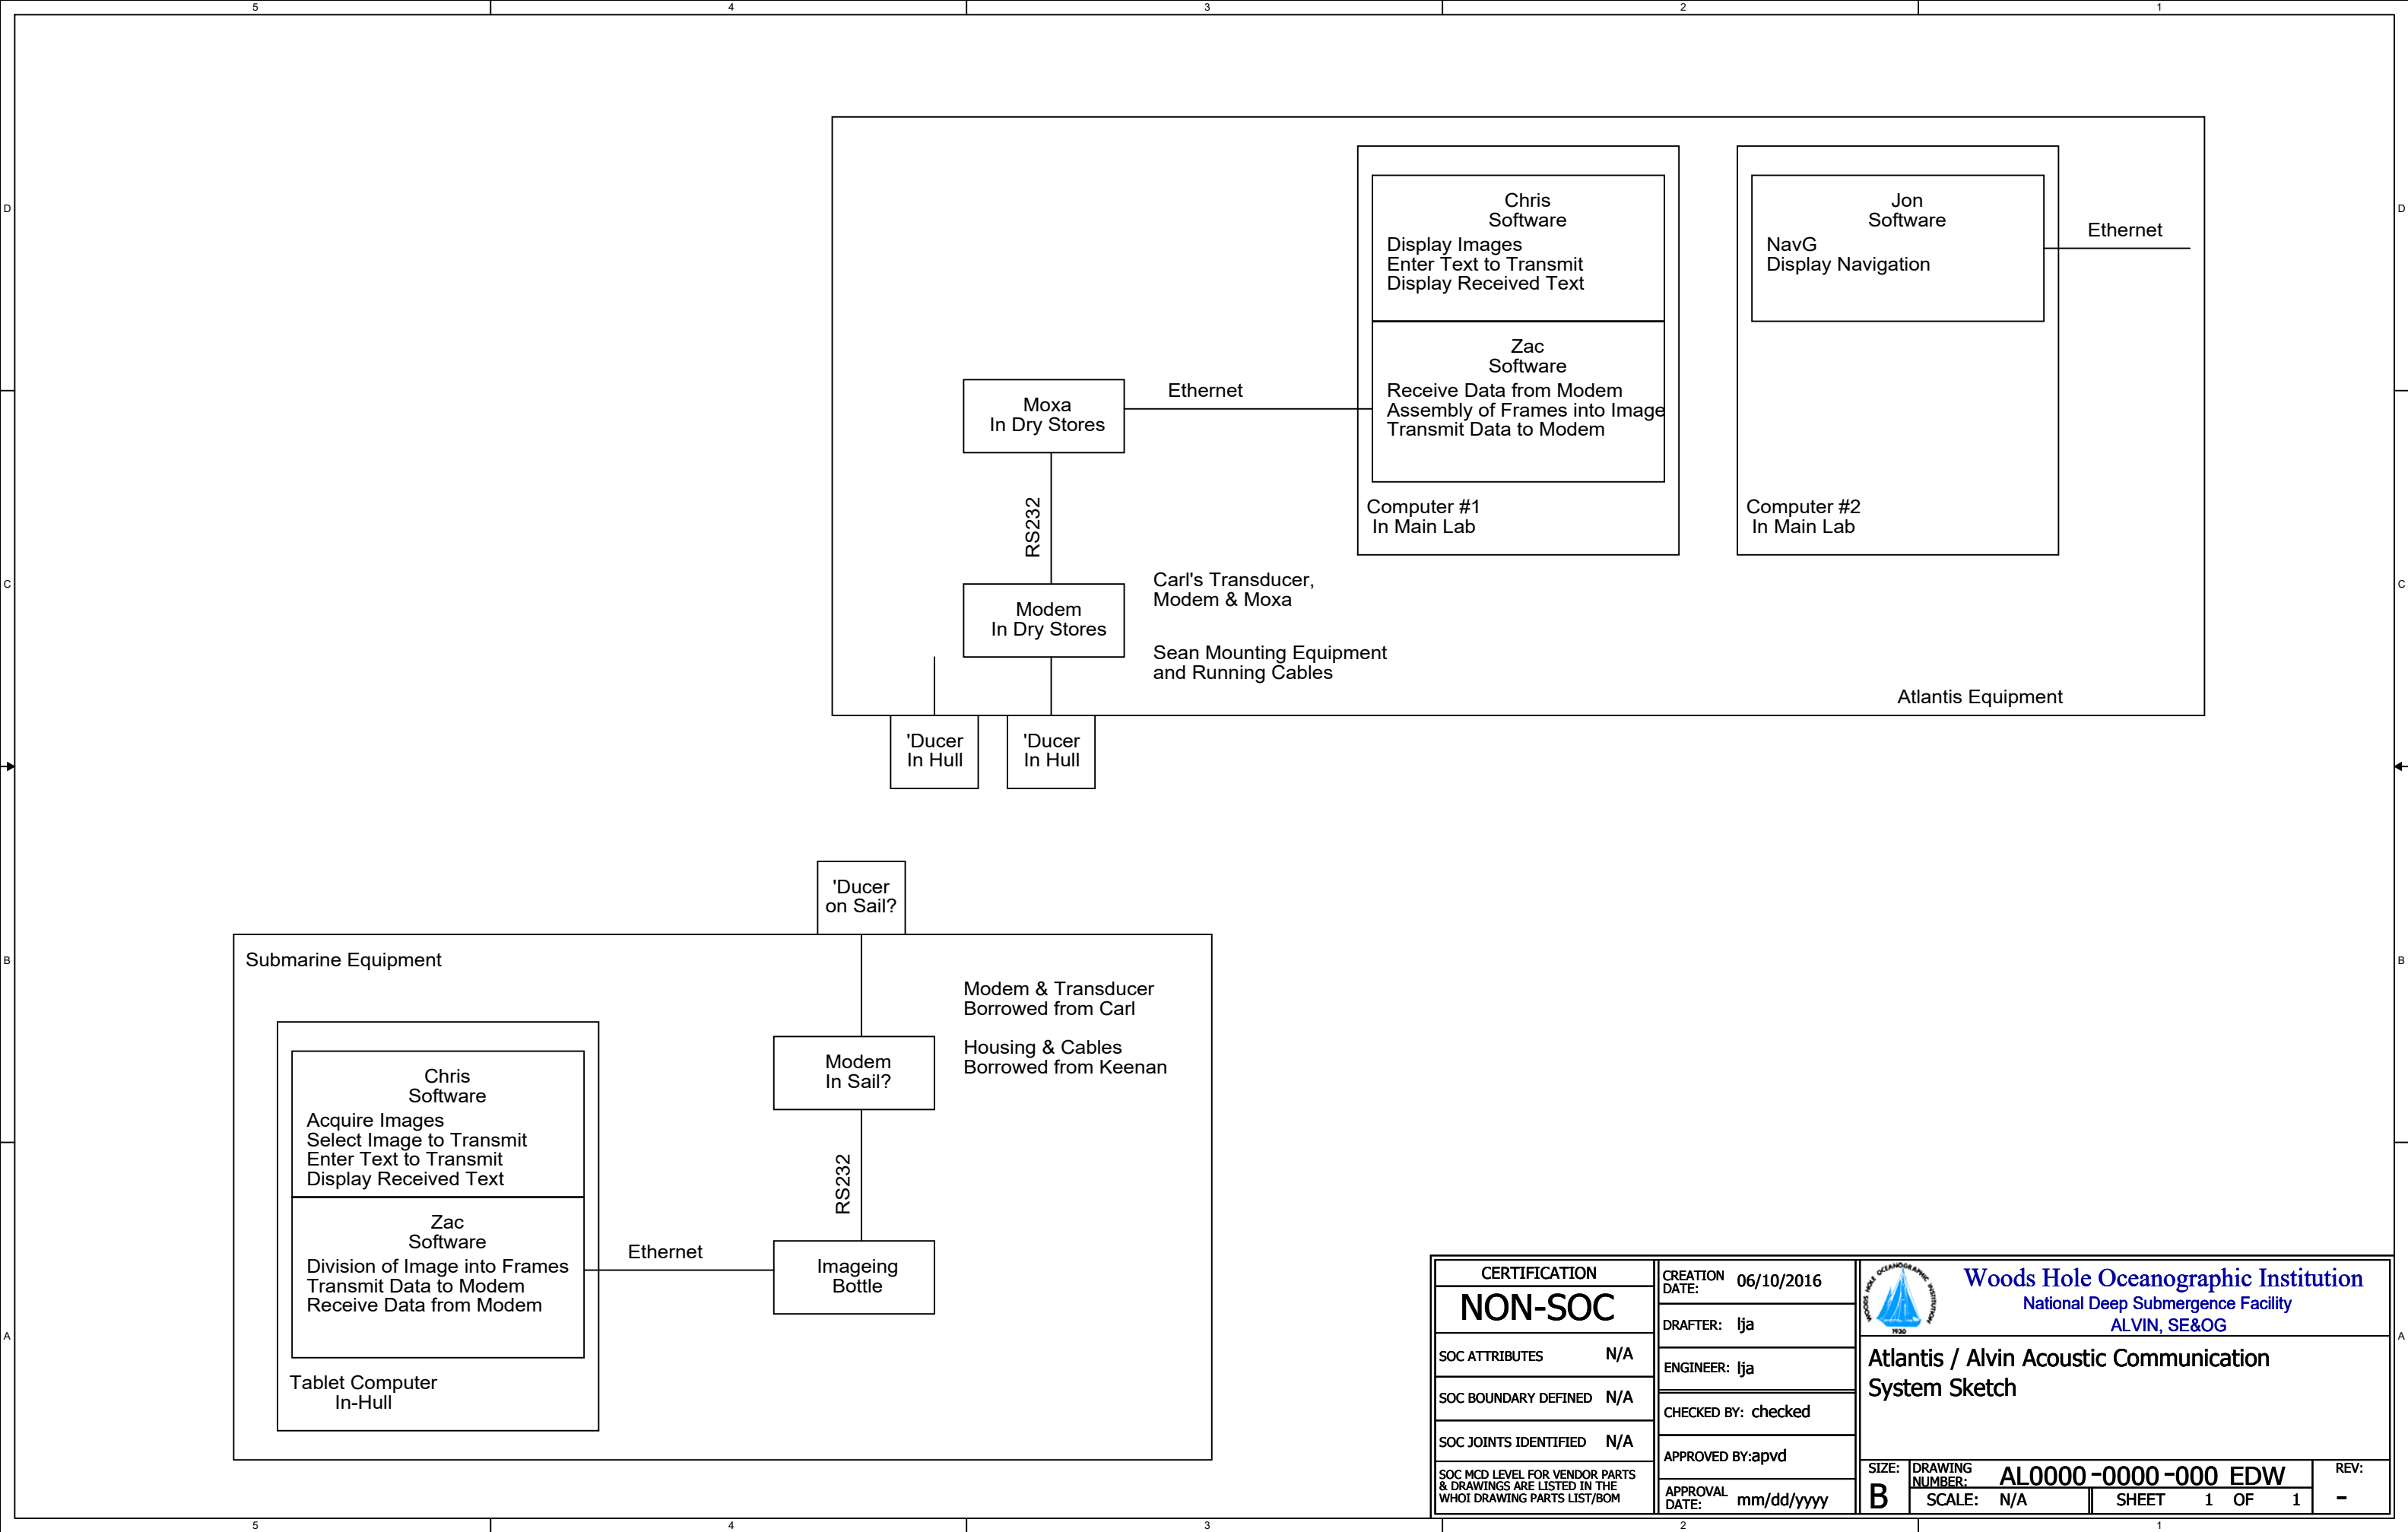 5 4 3 2 1
D
D
Chris
Software
Display Images
Enter Text to Transmit
Display Received Text
Zac
Software
Receive Data from Modem
Assembly of Frames into Image
Transmit Data to Modem
Computer #1
In Main Lab
Jon
Software
NavG
Display Navigation
Computer #2
In Main Lab
Ethernet
Moxa
In Dry Stores
Ethernet
RS232
C
C
Modem
In Dry Stores
Carl's Transducer,
Modem & Moxa
Sean Mounting Equipment
and Running Cables
Atlantis Equipment
'Ducer
In Hull
'Ducer
In Hull
'Ducer
on Sail?
B
B
Submarine Equipment
Modem & Transducer
Borrowed from Carl
Housing & Cables
Borrowed from Keenan
Modem
In Sail?
RS232
Chris
Software
Acquire Images
Select Image to Transmit
Enter Text to Transmit
Display Received Text
Zac
Software
Division of Image into Frames
Transmit Data to Modem
Receive Data from Modem
Ethernet
Imageing
Bottle
Tablet Computer
In-Hull
A
A
CERTIFICATION
NON-SOC
SOC ATTRIBUTES N/A
SOC BOUNDARY DEFINED N/A
SOC JOINTS IDENTIFIED N/A
SOC MCD LEVEL FOR VENDOR PARTS
& DRAWINGS ARE LISTED IN THE
WHOI DRAWING PARTS LIST/BOM
CREATION
DATE: 06/10/2016
DRAFTER: lja
ENGINEER: lja
CHECKED BY: checked
APPROVED BY:apvd
APPROVAL
DATE: mm/dd/yyyy
WOODS HOLE OCEANOGRAPHIC INSTITUTION
1930
Woods Hole Oceanographic Institution
National Deep Submergence Facility
ALVIN, SE&OG
Atlantis / Alvin Acoustic Communication
System Sketch
SIZE:
B
DRAWING
NUMBER: AL0000-0000-000 EDW
REV:
-
SCALE: N/A
SHEET 1 OF 1
5 4 3 2 1